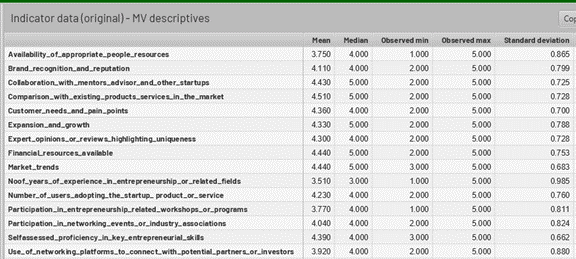 Indicator data (original) - MV descriptives
Cop
Mean Median Observed min Observed max Standard deviation
Availability_of_appropriate_people_resources 3.750 4.000 1.000 5.000 0.865
Brand_recognition_and_reputation 4.110 4.000 2.000 5.000 0.799
Collaboration_with_mentors_advisor_and_other_startups 4.430 5.000 2.000 5.000 0.725
Comparison_with_existing_products_services_in_the_market 4.510 5.000 2.000 5.000 0.728
Customer_needs_and_pain_points 4.360 4.000 2.000 5.000 0.700
Expansion_and_growth 4.330 5.000 2.000 5.000 0.788
Expert_opinions_or_reviews_highlighting_uniqueness 4.300 4.000 2.000 5.000 0.728
Financial_resources_available 4.440 5.000 2.000 5.000 0.753
Market_trends 4.440 5.000 3.000 5.000 0.683
Noof_years_of_experience_in_entrepreneurship_or_related_fields 3.510 3.000 1.000 5.000 0.985
Number_of_users_adopting_the_startup_ product_or_service 4.230 4.000 2.000 5.000 0.760
Participation_in_entrepreneurship_related_workshops_or_programs 3.770 4.000 1.000 5.000 0.811
Participation_in_networking_events_or_industry_associations 4.040 4.000 2.000 5.000 0.824
Selfassessed_proficiency_in_key_entrepreneurial_skills 4.390 4.000 3.000 5.000 0.662
Use_of_networking_platforms_to_connect_with_potential_partners_or_investors 3.920 4.000 2.000 5.000 0.880